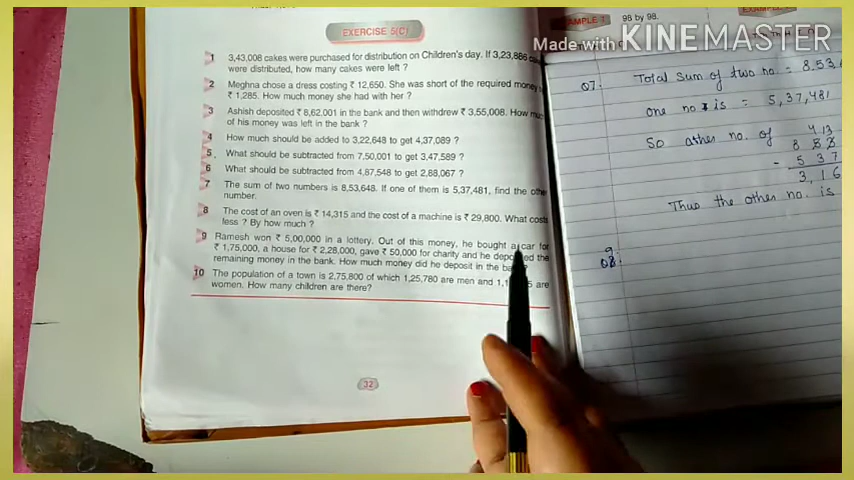 EXERCISE 5(C)
1 3,43,008 cakes were purchased for distribution on Children's day. If 3,23,886
were distributed, how many cakes were left ?
2 Meghna chose a dress costing ₹ 12,650. She was short of the required money
₹ 1,285. How much money she had with her ?
3 Ashish deposited ₹ 8,62,001 in the bank and then withdrew ₹ 3,55,008. How
of his money was left in the bank ?
4 How much should be added to 3,22,648 to get 4,37,089 ?
5. What should be subtracted from 7,50,001 to get 3,47,589 ?
6 What should be subtracted from 4,87,548 to get 2,88,067 ?
7 The sum of two numbers is 8,53,648. If one of them is 5,37,481, find the other
number.
8 The cost of an oven is ₹ 14,315 and the cost of a machine is ₹ 29,800. What costs
less ? By how much ?
9 Ramesh won ₹ 5,00,000 in a lottery. Out of this money, he bought a car for
₹ 1,75,000, a house for ₹ 2,28,000, gave ₹ 50,000 for charity and he deposited the
remaining money in the bank. How much money did he deposit in the
10 The population of a town is 2,75,800 of which 1,25,780 are men and are
women. How many children are there?
32
98 by 98.
Made with KINEMASTER
Q7. Total sum of two no = 8,53,
one no is = 5,37,481
So other no. of
4 13
8
- 5 3 7
3, 1 6
Thus the other no. is
9